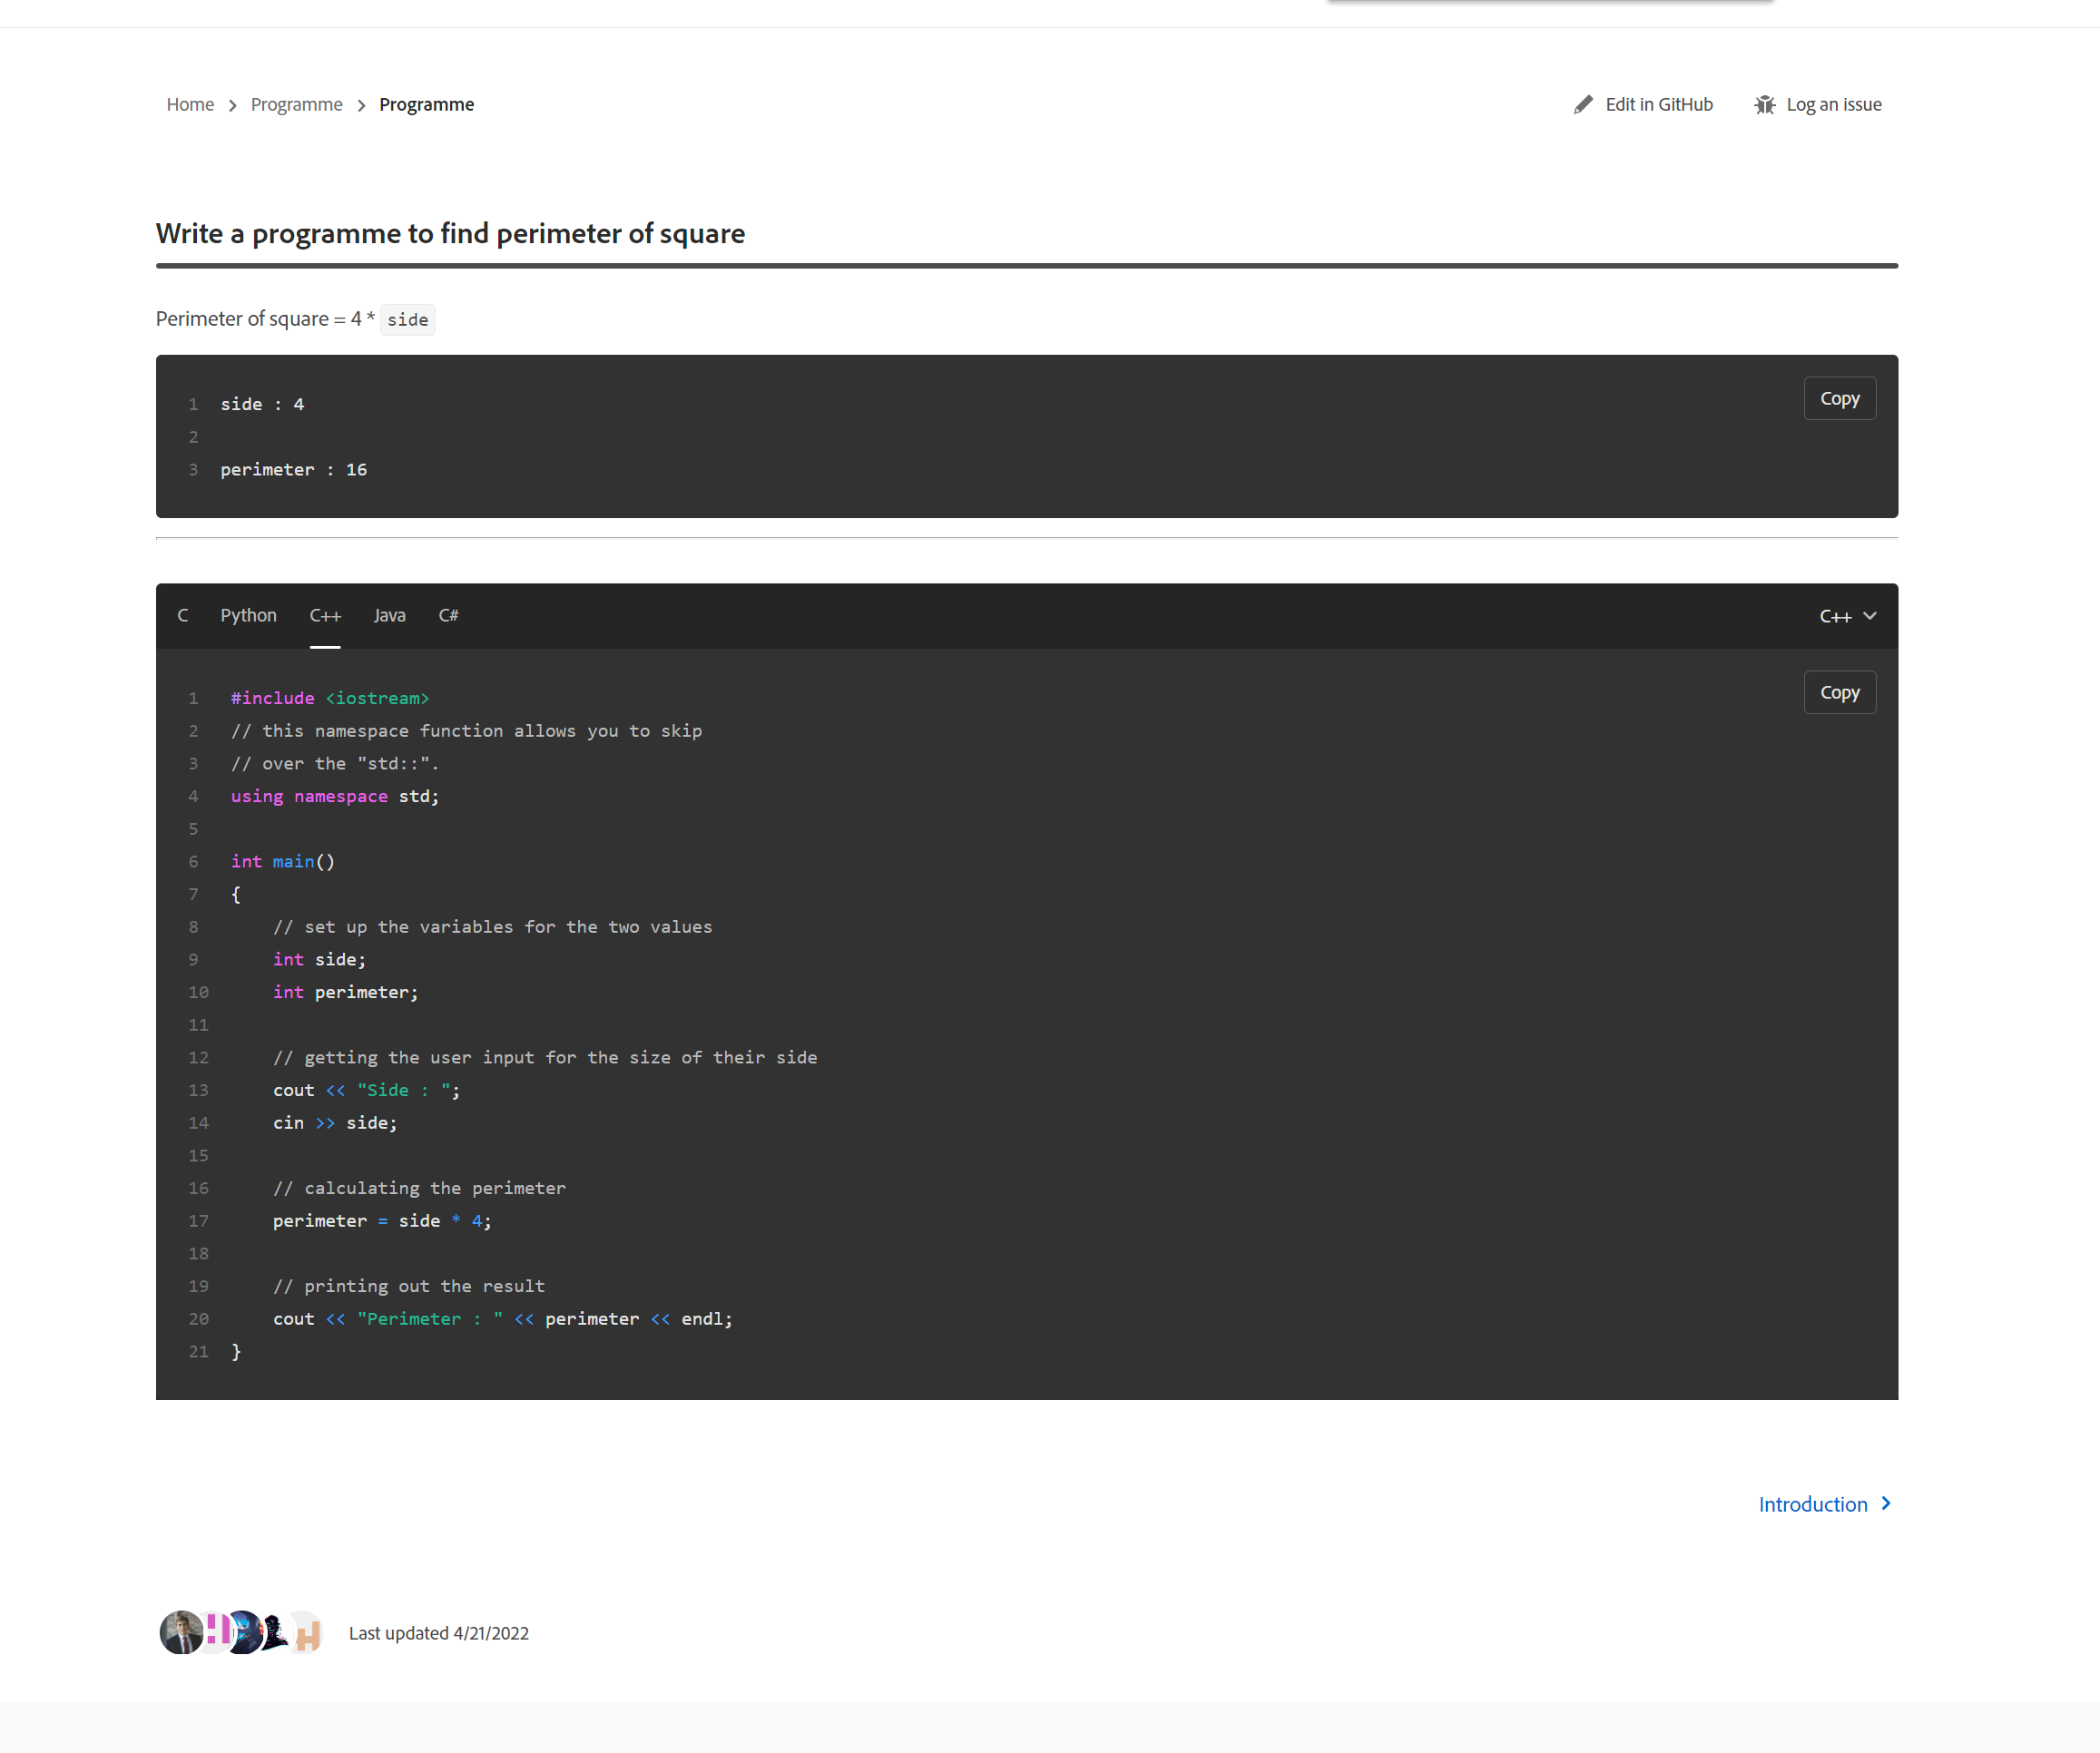 Home > Programme > Programme
Edit in GitHub Log an issue
Write a programme to find perimeter of square
Perimeter of square = 4 * side
Copy
1 side : 4
2
3 perimeter : 16
C Python C++ Java C# C++
Copy
1 #include <iostream>
2 // this namespace function allows you to skip
3 // over the "std::".
4 using namespace std;
5
6 int main()
7 {
8     // set up the variables for the two values
9     int side;
10     int perimeter;
11
12     // getting the user input for the size of their side
13     cout << "Side : ";
14     cin >> side;
15
16     // calculating the perimeter
17     perimeter = side * 4;
18
19     // printing out the result
20     cout << "Perimeter : " << perimeter << endl;
21 }
Introduction >
Last updated 4/21/2022